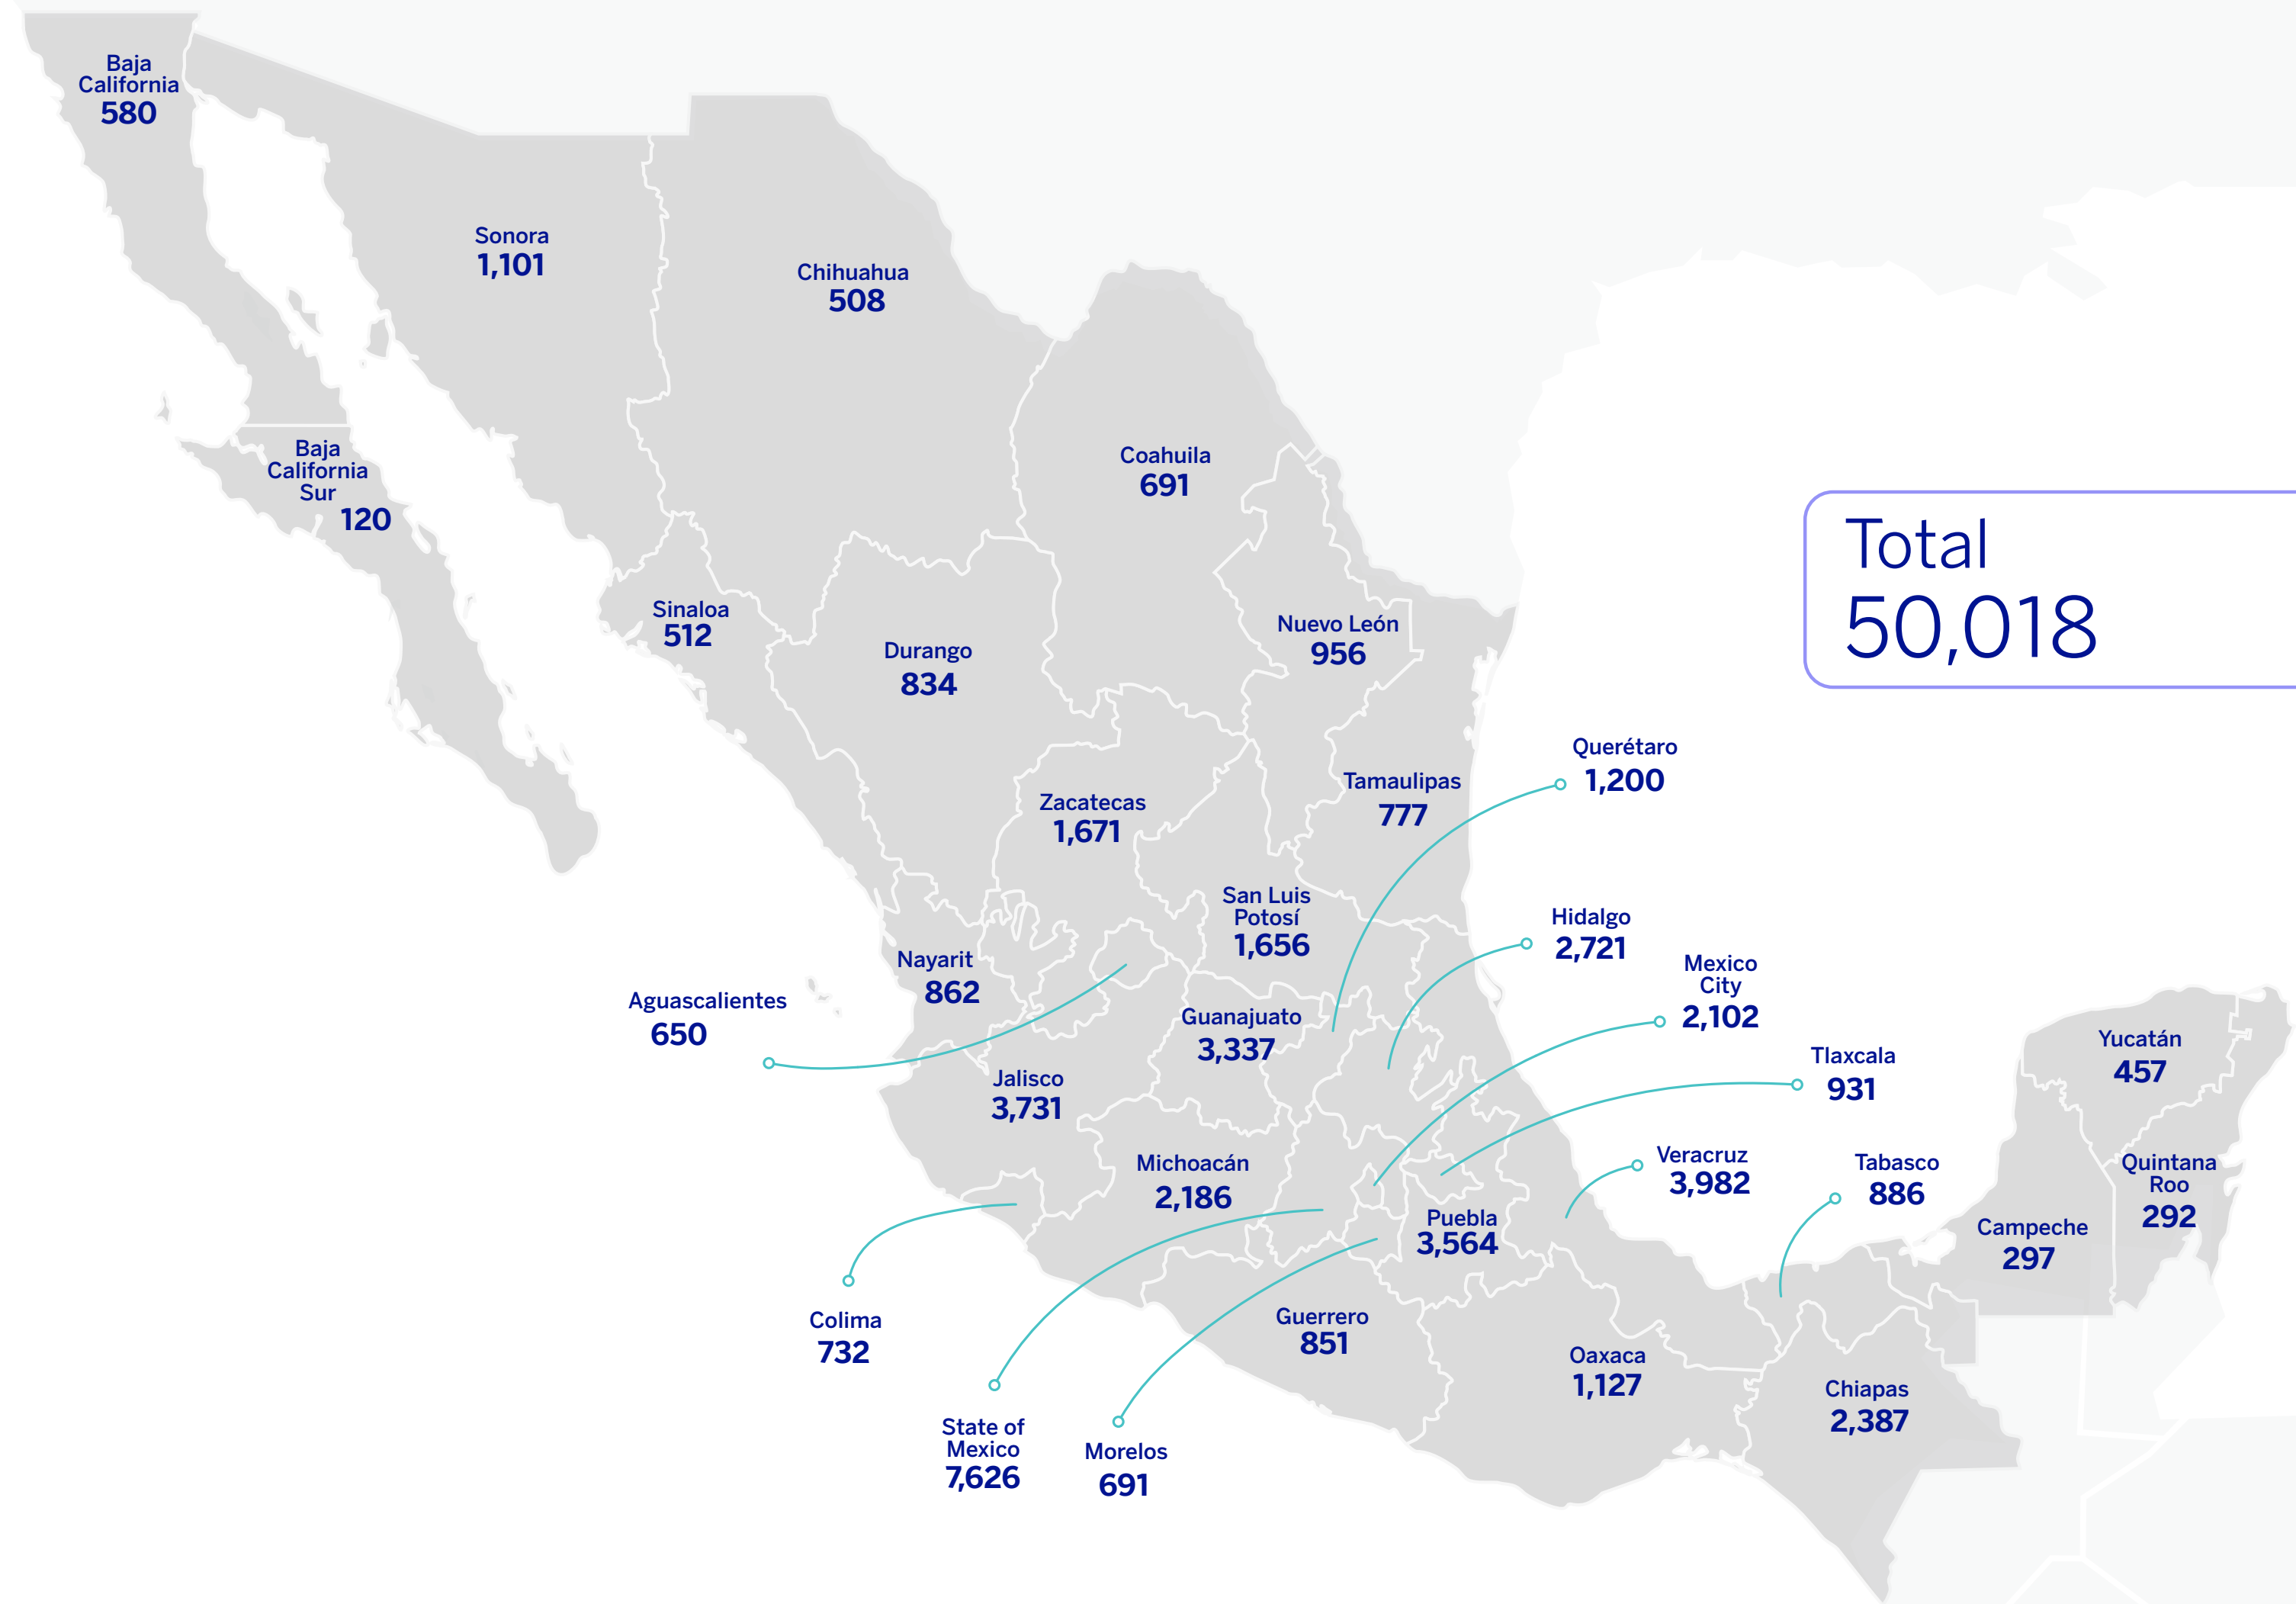 Baja
California
580
Sonora
1,101
Chihuahua
508
Baja
California
Sur
120
Coahuila
691
Total
50,018
Sinaloa
512
Durango
834
Nuevo León
956
Querétaro
1,200
Tamaulipas
777
Zacatecas
1,671
San Luis
Potosí
1,656
Hidalgo
2,721
Mexico
City
2,102
Nayarit
862
Aguascalientes
650
Guanajuato
3,337
Tlaxcala
931
Yucatán
457
Jalisco
3,731
Michoacán
2,186
Veracruz
3,982
Tabasco
886
Quintana
Roo
292
Puebla
3,564
Campeche
297
Colima
732
Guerrero
851
Oaxaca
1,127
Chiapas
2,387
State of
Mexico
7,626
Morelos
691